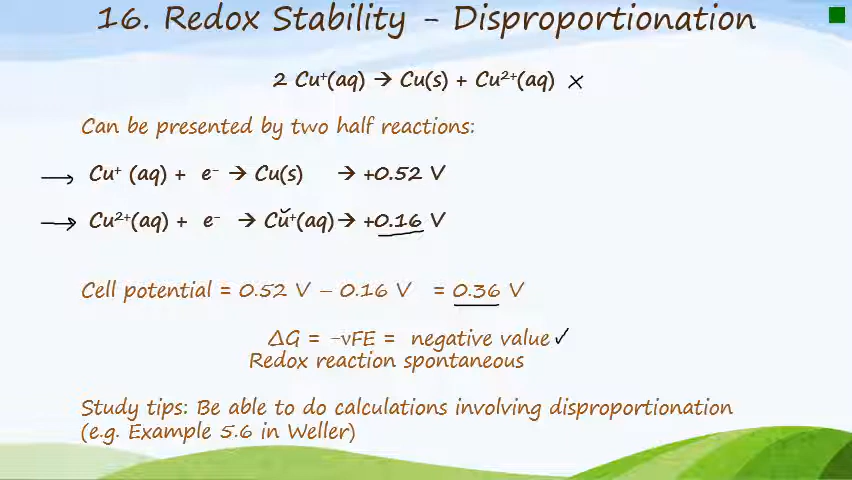 16. Redox Stability - Disproportionation
2 Cu⁺(aq) → Cu(s) + Cu²⁺(aq) ×
Can be presented by two half reactions:
→ Cu⁺ (aq) + e⁻ → Cu(s) → +0.52 V
→ Cu²⁺(aq) + e⁻ → Cu⁺(aq) → +0.16 V
Cell potential = 0.52 V – 0.16 V = 0.36 V
ΔG = -νFE = negative value ✓
Redox reaction spontaneous
Study tips: Be able to do calculations involving disproportionation
(e.g. Example 5.6 in Weller)